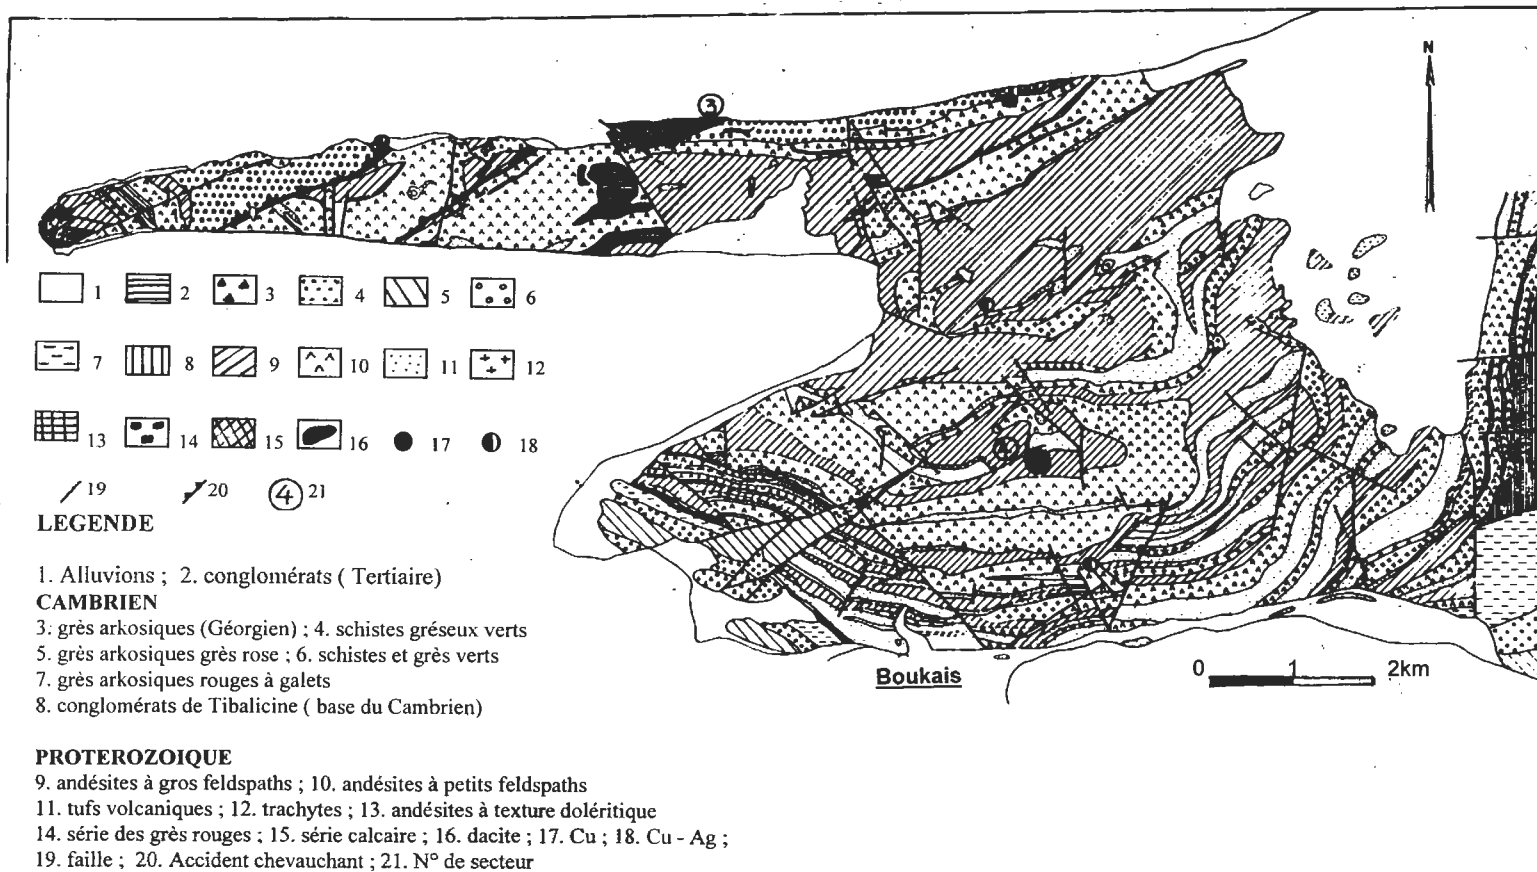 N
3
1 2 3 4 5 6
7 8 9 10 11 12
13 14 15 16 17 18
19 20 4 21
LEGENDE
1. Alluvions ; 2. conglomérats ( Tertiaire)
CAMBRIEN
3. grès arkosiques (Géorgien) ; 4. schistes gréseux verts
5. grès arkosiques grès rose ; 6. schistes et grès verts
7. grès arkosiques rouges à galets
8. conglomérats de Tibalicine ( base du Cambrien)
Boukais
0 1 2km
PROTEROZOIQUE
9. andésites à gros feldspaths ; 10. andésites à petits feldspaths
11. tufs volcaniques ; 12. trachytes ; 13. andésites à texture doléritique
14. série des grès rouges ; 15. série calcaire ; 16. dacite ; 17. Cu ; 18. Cu - Ag ;
19. faille ; 20. Accident chevauchant ; 21. N° de secteur